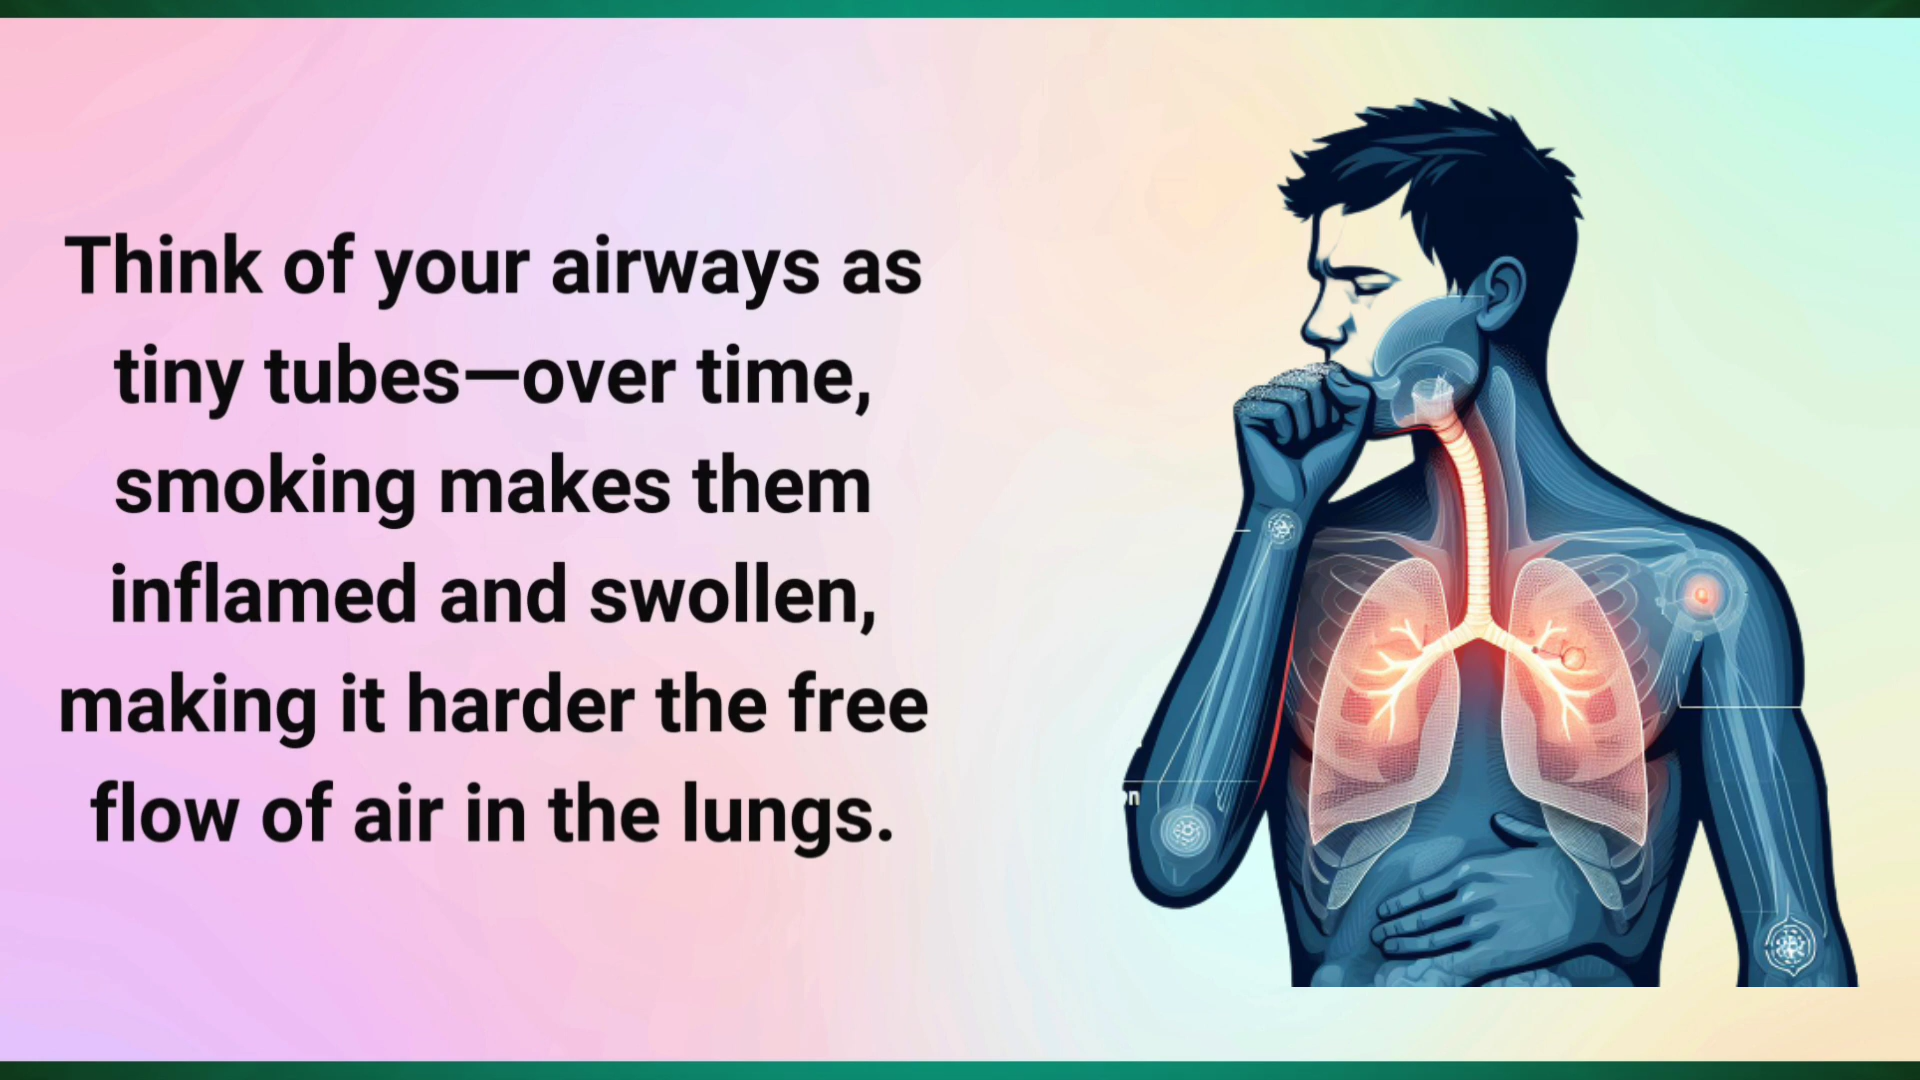 Think of your airways as
tiny tubes—over time,
smoking makes them
inflamed and swollen,
making it harder the free
flow of air in the lungs.